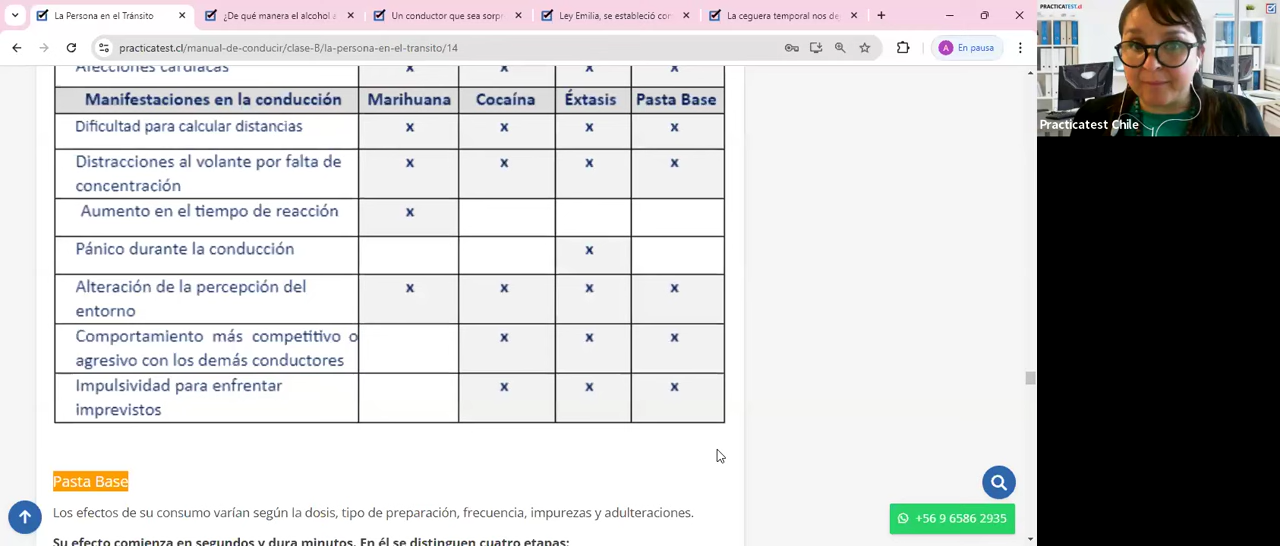 La Persona en el Tránsito
¿De qué manera el alcohol a
Un conductor que sea sorpr
Ley Emilia, se estableció con
La ceguera temporal nos de
practicatest.cl/manual-de-conducir/clase-B/la-persona-en-el-transito/14
A En pausa
PRACTICATEST.cl
Practicatest Chile
Afecciones cardíacas x x x x
Manifestaciones en la conducción Marihuana Cocaína Éxtasis Pasta Base
Dificultad para calcular distancias x x x x
Distracciones al volante por falta de x x x x
concentración
Aumento en el tiempo de reacción x
Pánico durante la conducción x
Alteración de la percepción del x x x x
entorno
Comportamiento más competitivo o x x x
agresivo con los demás conductores
Impulsividad para enfrentar x x x
imprevistos
Pasta Base
Los efectos de su consumo varían según la dosis, tipo de preparación, frecuencia, impurezas y adulteraciones.
+56 9 6586 2935
Su efecto comienza en segundos y dura minutos. En él se distinguen cuatro etapas: